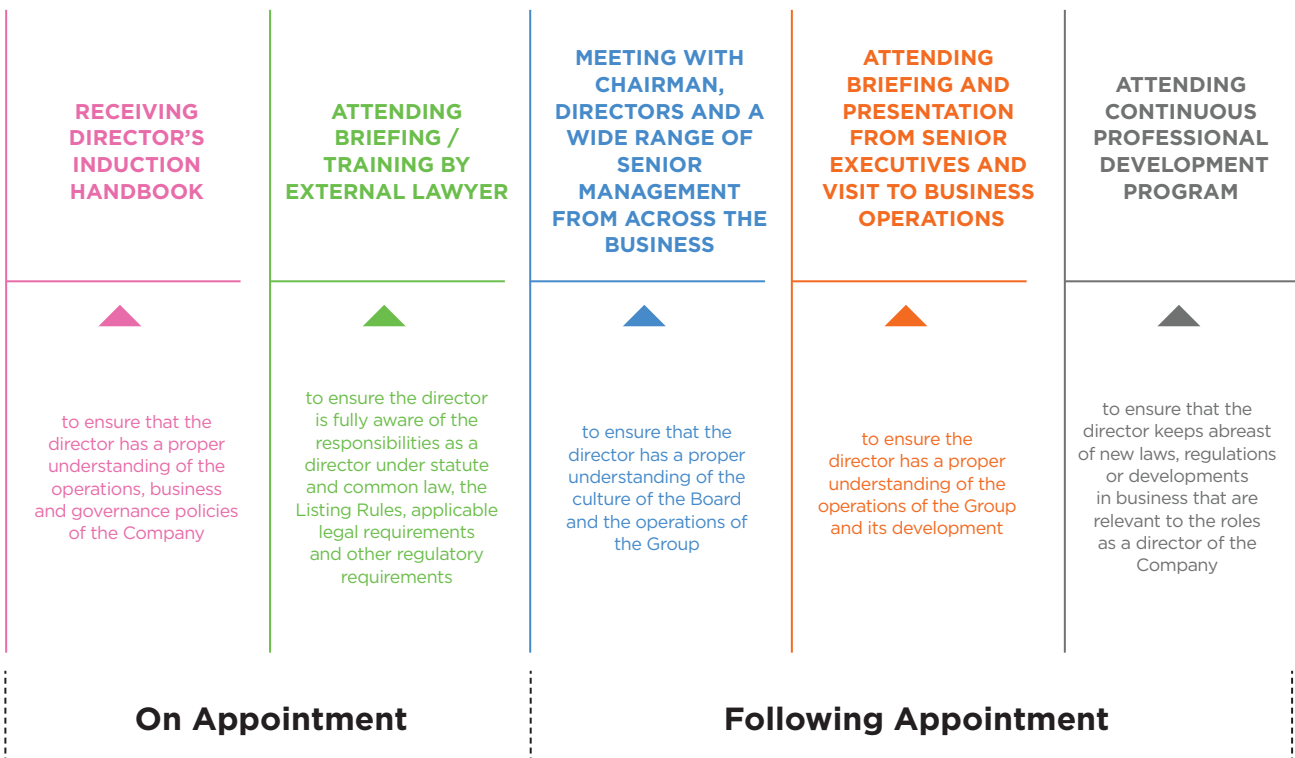 RECEIVING
DIRECTOR'S
INDUCTION
HANDBOOK
to ensure that the
director has a proper
understanding of the
operations, business
and governance policies
of the Company
ATTENDING
BRIEFING /
TRAINING BY
EXTERNAL LAWYER
to ensure the director
is fully aware of the
responsibilities as a
director under statute
and common law, the
Listing Rules, applicable
legal requirements
and other regulatory
requirements
MEETING WITH
CHAIRMAN,
DIRECTORS AND A
WIDE RANGE OF
SENIOR
MANAGEMENT
FROM ACROSS THE
BUSINESS
to ensure that the
director has a proper
understanding of the
culture of the Board
and the operations of
the Group
ATTENDING
BRIEFING AND
PRESENTATION
FROM SENIOR
EXECUTIVES AND
VISIT TO BUSINESS
OPERATIONS
to ensure the
director has a proper
understanding of the
operations of the Group
and its development
ATTENDING
CONTINUOUS
PROFESSIONAL
DEVELOPMENT
PROGRAM
to ensure that the
director keeps abreast
of new laws, regulations
or developments
in business that are
relevant to the roles
as a director of the
Company
On Appointment
Following Appointment